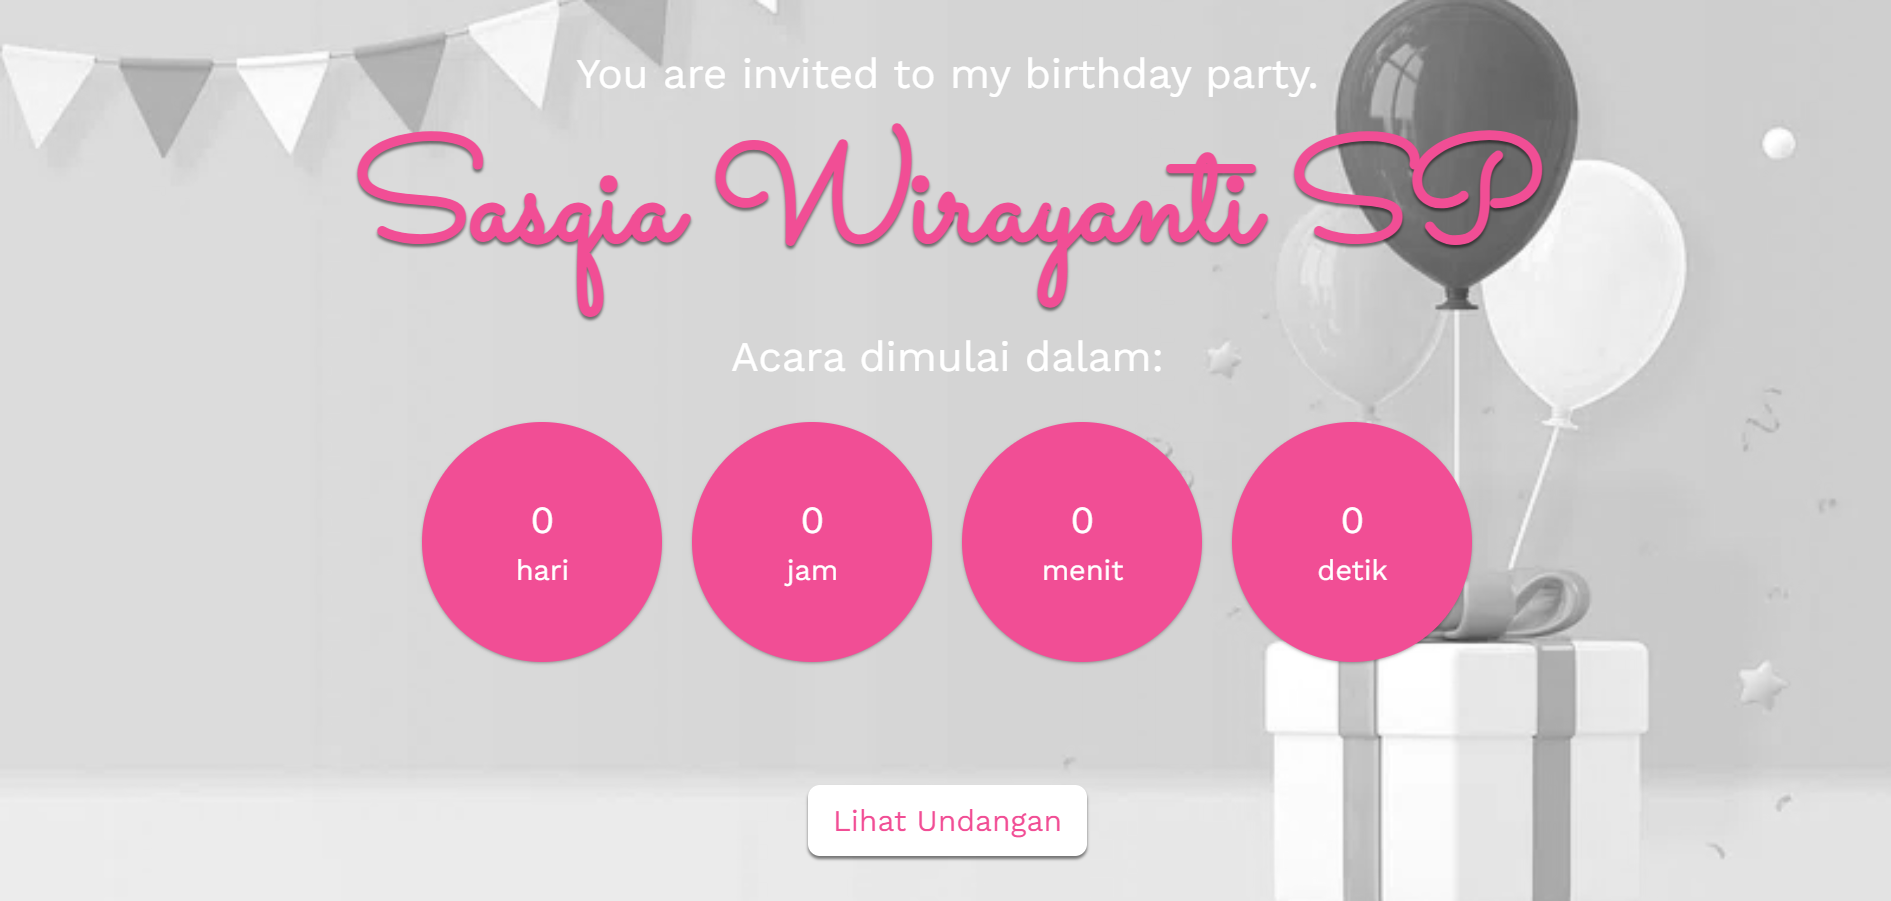 You are invited to my birthday party.
Sasqia Wirayanti SP
Acara dimulai dalam:
0
hari
0
jam
0
menit
0
detik
Lihat Undangan